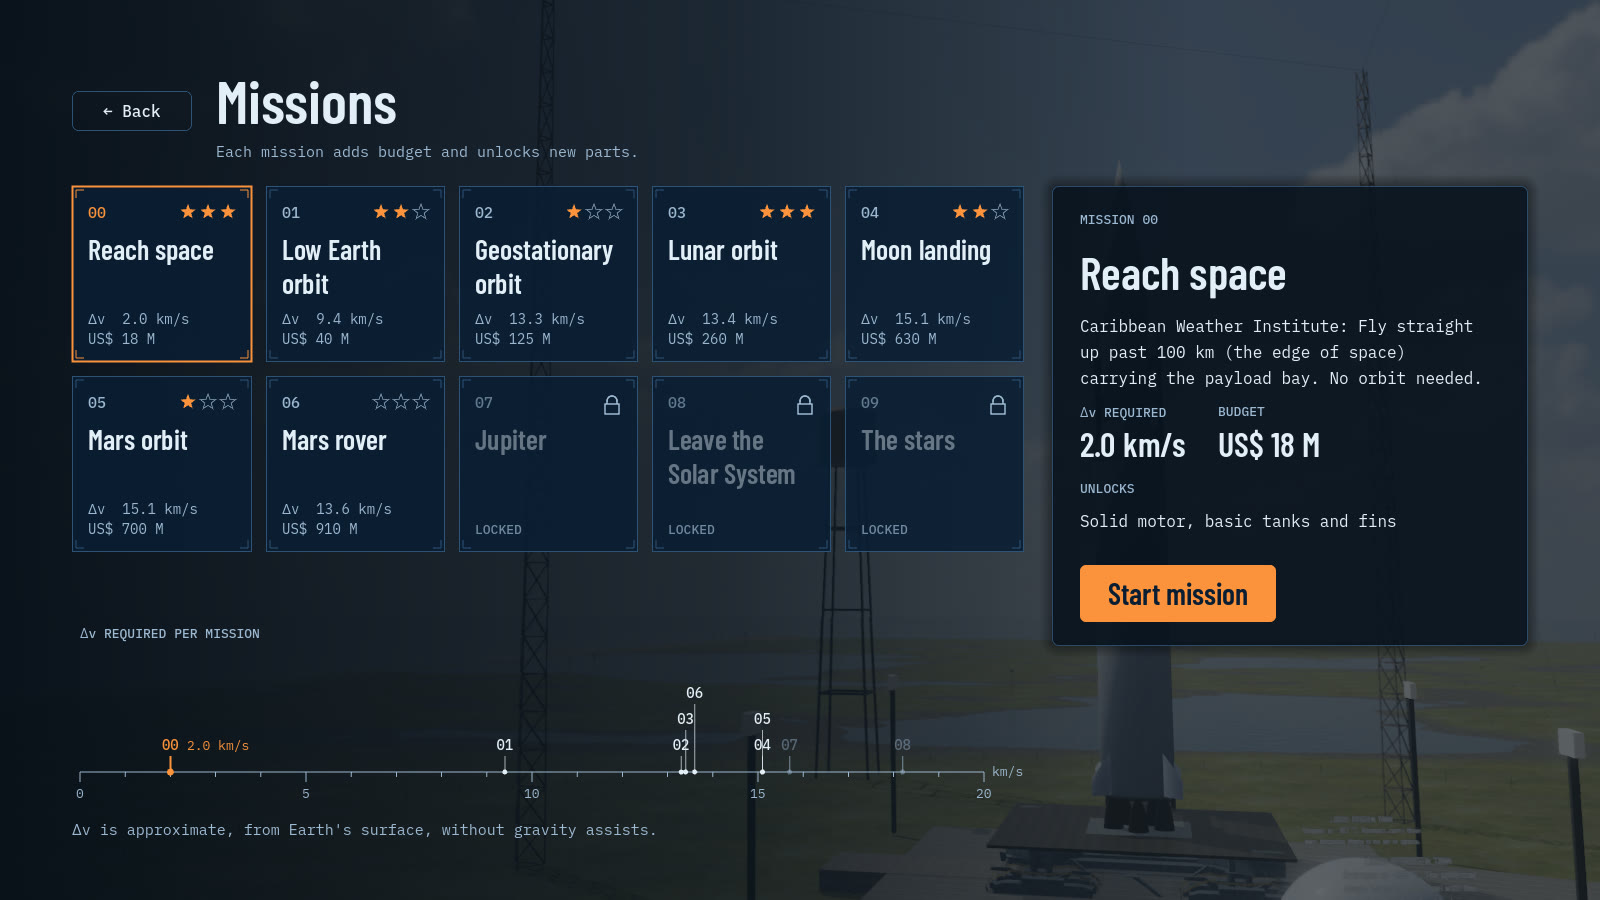 ← Back
Missions
Each mission adds budget and unlocks new parts.
00
Reach space
Δv 2.0 km/s
US$ 18 M
01
Low Earth
orbit
Δv 9.4 km/s
US$ 40 M
02
Geostationary
orbit
Δv 13.3 km/s
US$ 125 M
03
Lunar orbit
Δv 13.4 km/s
US$ 260 M
04
Moon landing
Δv 15.1 km/s
US$ 630 M
05
Mars orbit
Δv 15.1 km/s
US$ 700 M
06
Mars rover
Δv 13.6 km/s
US$ 910 M
07
Jupiter
LOCKED
08
Leave the
Solar System
LOCKED
09
The stars
LOCKED
MISSION 00
Reach space
Caribbean Weather Institute: Fly straight
up past 100 km (the edge of space)
carrying the payload bay. No orbit needed.
Δv REQUIRED BUDGET
2.0 km/s US$ 18 M
UNLOCKS
Solid motor, basic tanks and fins
Start mission
Δv REQUIRED PER MISSION
06
03 05
00 2.0 km/s 01 02 04 07 08
km/s
0 5 10 15 20
Δv is approximate, from Earth's surface, without gravity assists.